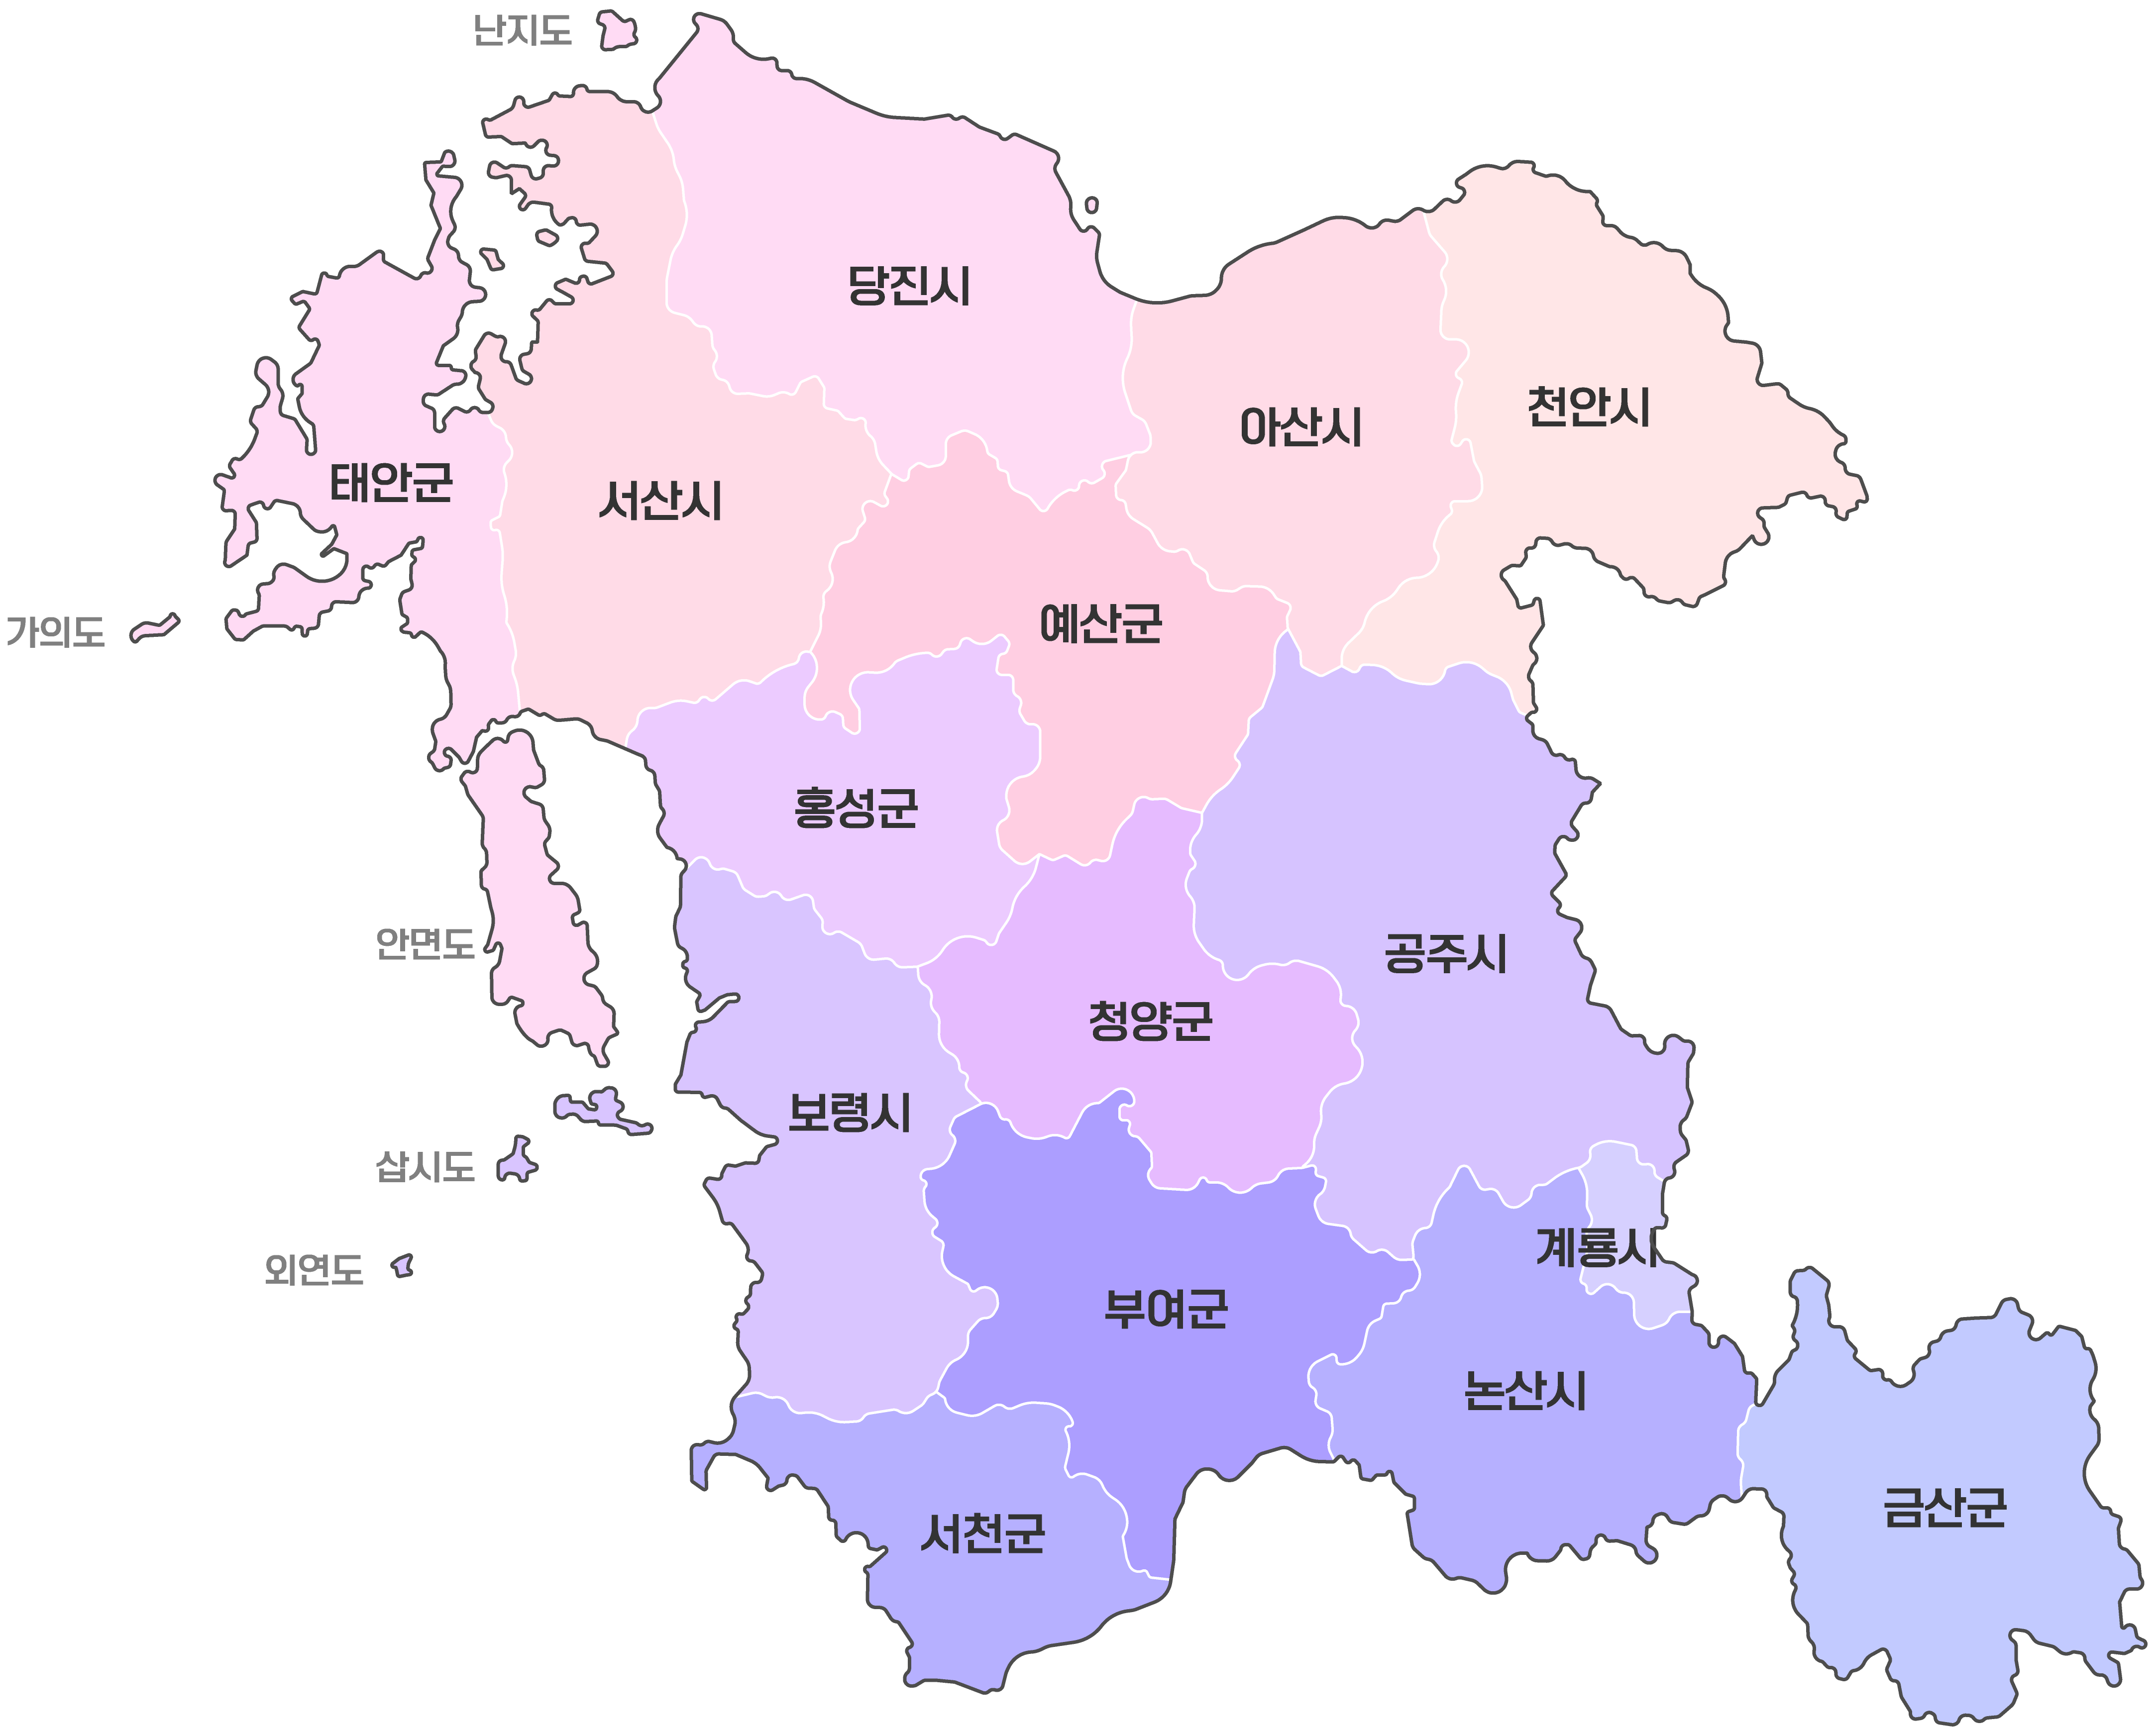 난지도
당진시
천안시
아산시
태안군
서산시
예산군
가의도
홍성군
안면도
공주시
청양군
보령시
삽시도
계룡시
외연도
부여군
논산시
금산군
서천군